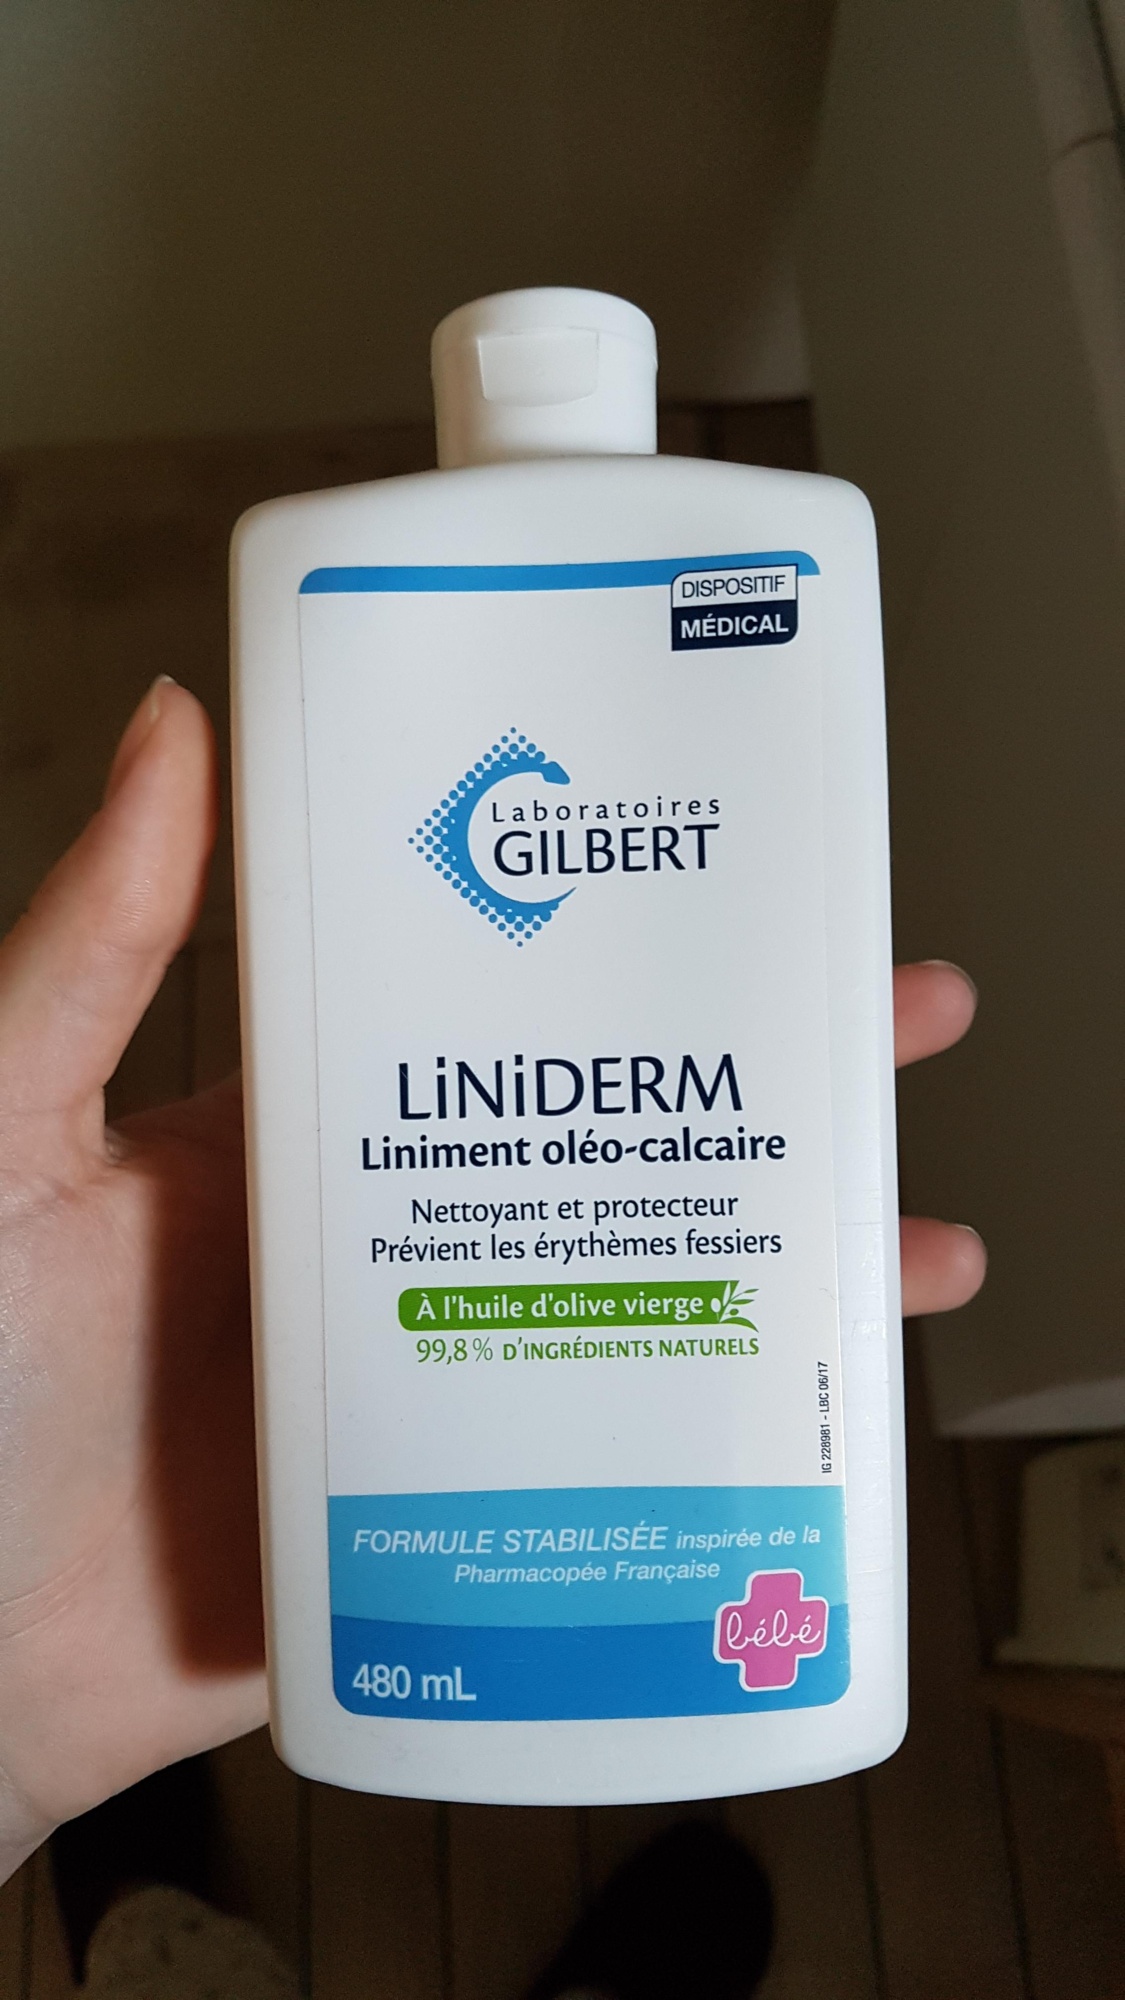 DISPOSITIF
MÉDICAL
Laboratoires
GILBERT
LiNiDERM
Liniment oléo-calcaire
Nettoyant et protecteur
Prévient les érythèmes fessiers
À l'huile d'olive vierge
99,8 % D'INGRÉDIENTS NATURELS
IG 228981 - LBC 06/17
FORMULE STABILISÉE inspirée de la
Pharmacopée Française
bébé
480 mL